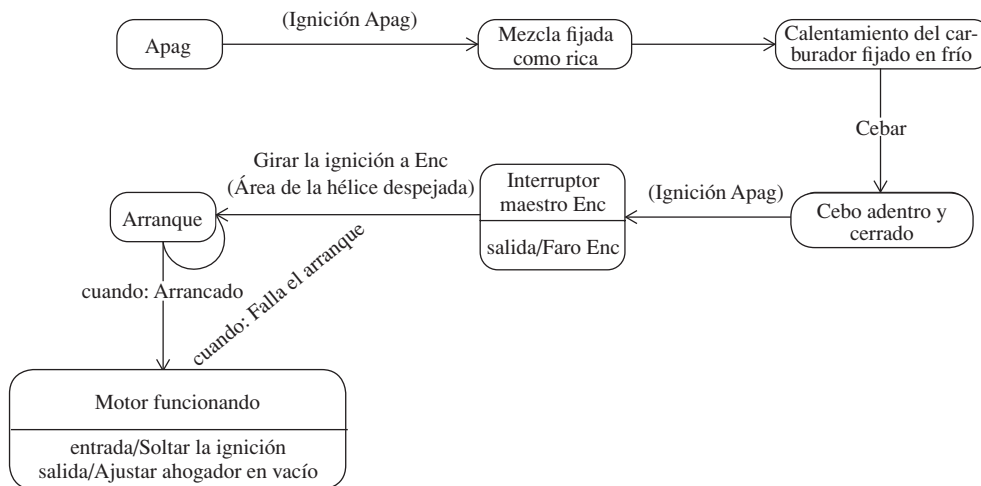 (Ignición Apag)
Apag
Mezcla fijada
como rica
Calentamiento del car-
burador fijado en frío
Cebar
Girar la ignición a Enc
(Área de la hélice despejada)
Interruptor
maestro Enc
salida/Faro Enc
(Ignición Apag)
Cebo adentro y
cerrado
Arranque
cuando: Arrancado
cuando: Falla el arranque
Motor funcionando
entrada/Soltar la ignición
salida/Ajustar ahogador en vacío